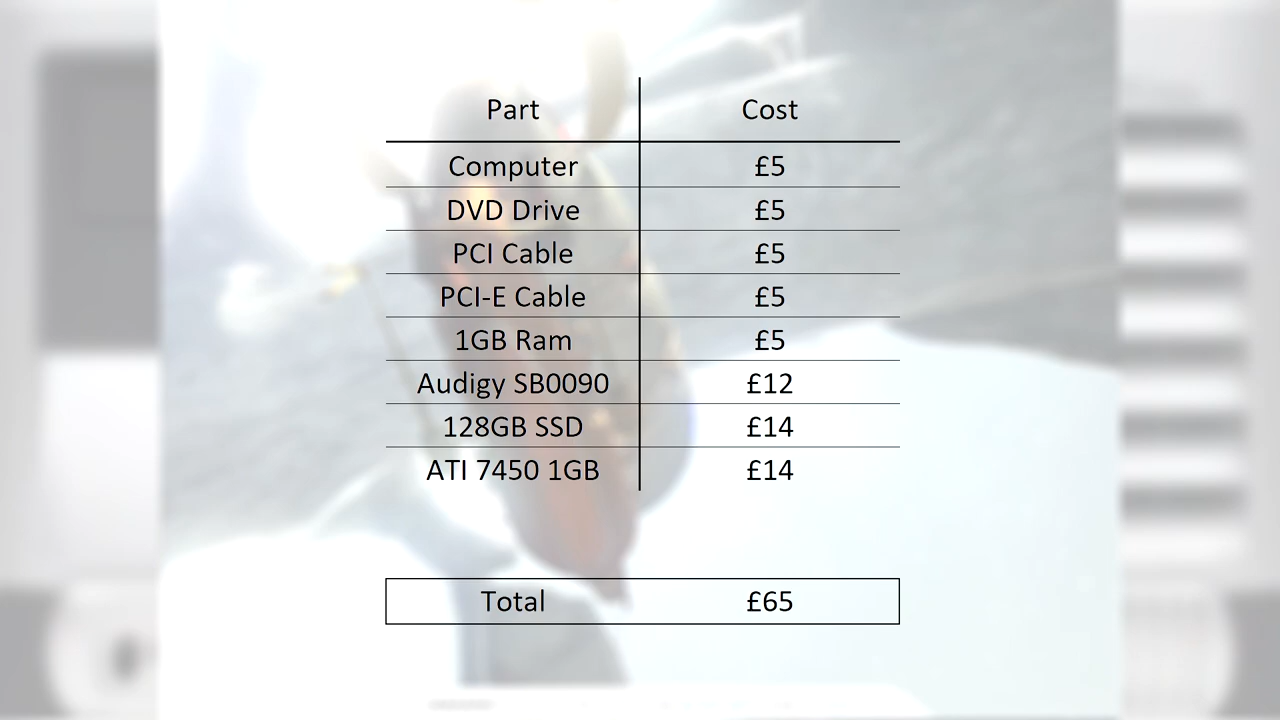 Part Cost
Computer £5
DVD Drive £5
PCI Cable £5
PCI-E Cable £5
1GB Ram £5
Audigy SB0090 £12
128GB SSD £14
ATI 7450 1GB £14
Total £65